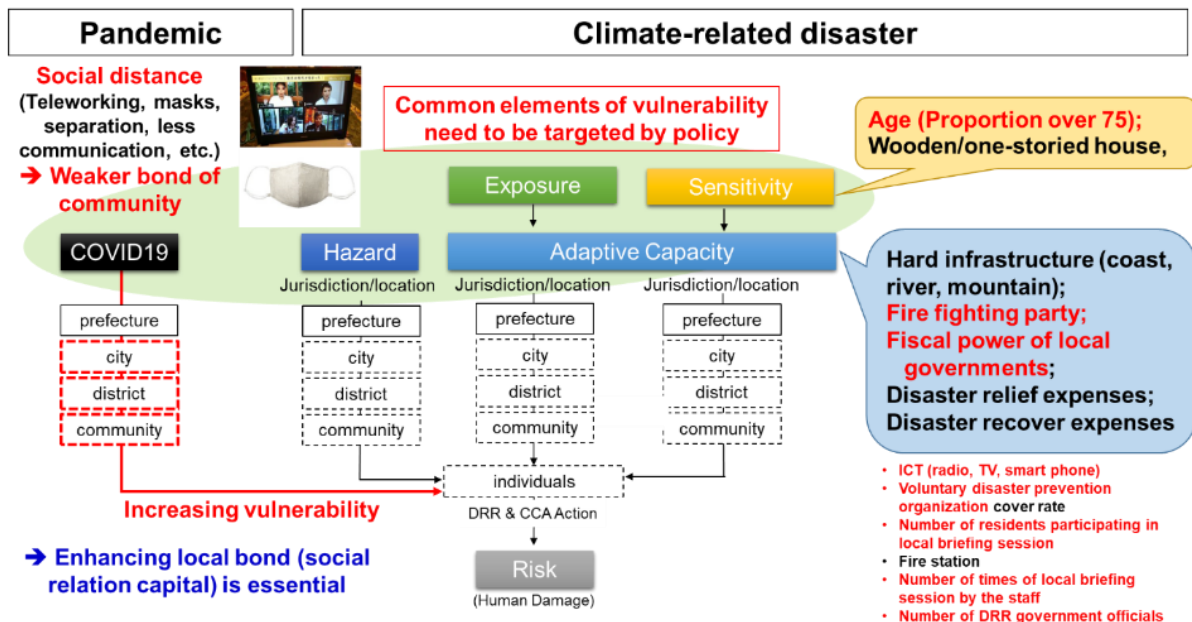 Pandemic
Climate-related disaster
Social distance
(Teleworking, masks,
separation, less
communication, etc.)
➔ Weaker bond of
community
Common elements of vulnerability
need to be targeted by policy
Age (Proportion over 75);
Wooden/one-storied house,
Exposure
Sensitivity
COVID19
Hazard
Adaptive Capacity
Jurisdiction/location
Jurisdiction/location
Jurisdiction/location
prefecture
city
district
community
prefecture
city
district
community
prefecture
city
district
community
prefecture
city
district
community
Hard infrastructure (coast,
river, mountain);
Fire fighting party;
Fiscal power of local
governments;
Disaster relief expenses;
Disaster recover expenses
individuals
Increasing vulnerability
DRR & CCA Action
➔ Enhancing local bond (social
relation capital) is essential
Risk
(Human Damage)
• ICT (radio, TV, smart phone)
• Voluntary disaster prevention
organization cover rate
• Number of residents participating in
local briefing session
• Fire station
• Number of times of local briefing
session by the staff
• Number of DRR government officials